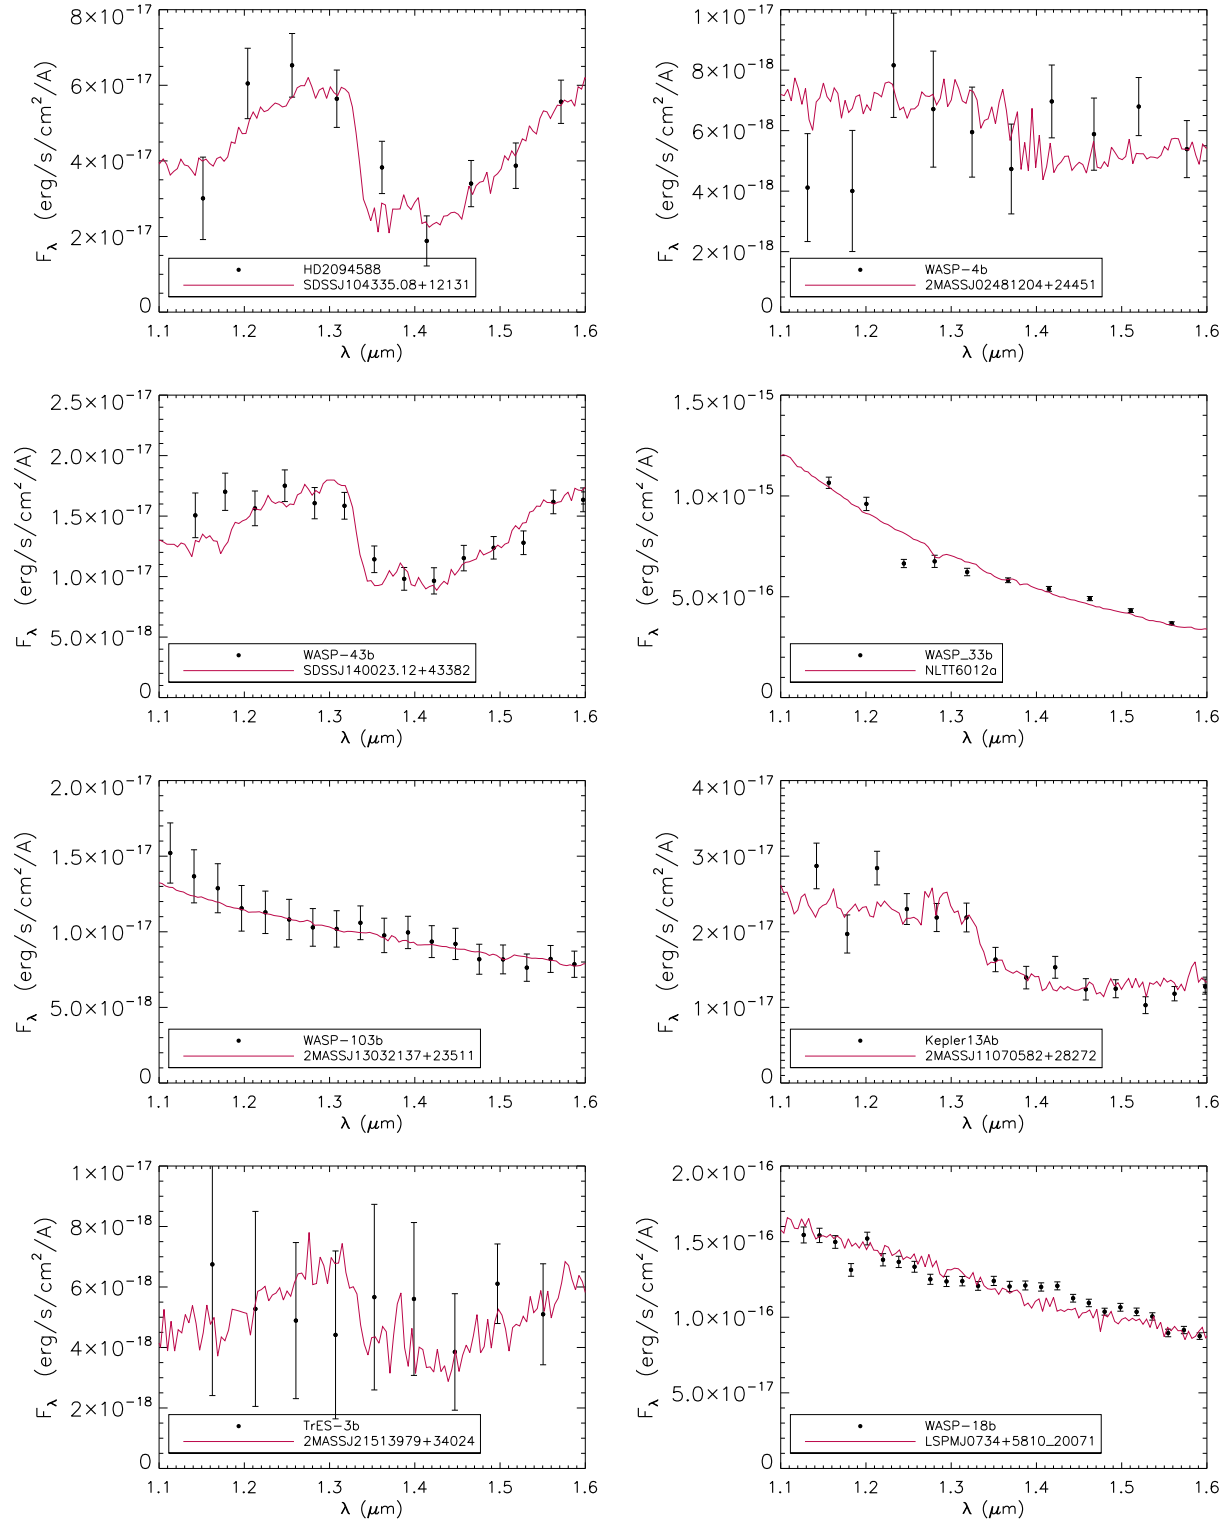 8×10⁻¹⁷
6×10⁻¹⁷
4×10⁻¹⁷
2×10⁻¹⁷
0
F_λ (erg/s/cm²/A)
HD2094588
SDSSJ104335.08+12131
1.1 1.2 1.3 1.4 1.5 1.6
λ (μm)
1×10⁻¹⁷
8×10⁻¹⁸
6×10⁻¹⁸
4×10⁻¹⁸
2×10⁻¹⁸
0
F_λ (erg/s/cm²/A)
WASP-4b
2MASSJ02481204+24451
1.1 1.2 1.3 1.4 1.5 1.6
λ (μm)
2.5×10⁻¹⁷
2.0×10⁻¹⁷
1.5×10⁻¹⁷
1.0×10⁻¹⁷
5.0×10⁻¹⁸
0
F_λ (erg/s/cm²/A)
WASP-43b
SDSSJ140023.12+43382
1.1 1.2 1.3 1.4 1.5 1.6
λ (μm)
1.5×10⁻¹⁵
1.0×10⁻¹⁵
5.0×10⁻¹⁶
0
F_λ (erg/s/cm²/A)
WASP_33b
NLTT6012a
1.1 1.2 1.3 1.4 1.5 1.6
λ (μm)
2.0×10⁻¹⁷
1.5×10⁻¹⁷
1.0×10⁻¹⁷
5.0×10⁻¹⁸
0
F_λ (erg/s/cm²/A)
WASP-103b
2MASSJ13032137+23511
1.1 1.2 1.3 1.4 1.5 1.6
λ (μm)
4×10⁻¹⁷
3×10⁻¹⁷
2×10⁻¹⁷
1×10⁻¹⁷
0
F_λ (erg/s/cm²/A)
Kepler13Ab
2MASSJ11070582+28272
1.1 1.2 1.3 1.4 1.5 1.6
λ (μm)
1×10⁻¹⁷
8×10⁻¹⁸
6×10⁻¹⁸
4×10⁻¹⁸
2×10⁻¹⁸
0
F_λ (erg/s/cm²/A)
TrES-3b
2MASSJ21513979+34024
1.1 1.2 1.3 1.4 1.5 1.6
λ (μm)
2.0×10⁻¹⁶
1.5×10⁻¹⁶
1.0×10⁻¹⁶
5.0×10⁻¹⁷
0
F_λ (erg/s/cm²/A)
WASP-18b
LSPMJ0734+5810_20071
1.1 1.2 1.3 1.4 1.5 1.6
λ (μm)